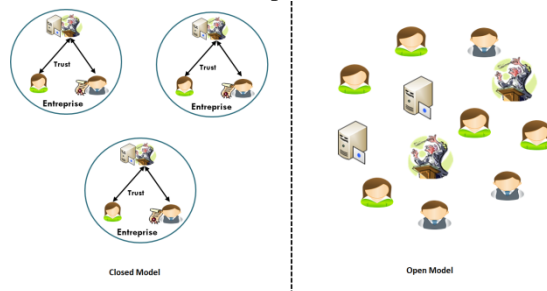 Trust
Entreprise
Trust
Entreprise
Trust
Entreprise
Closed Model
Open Model